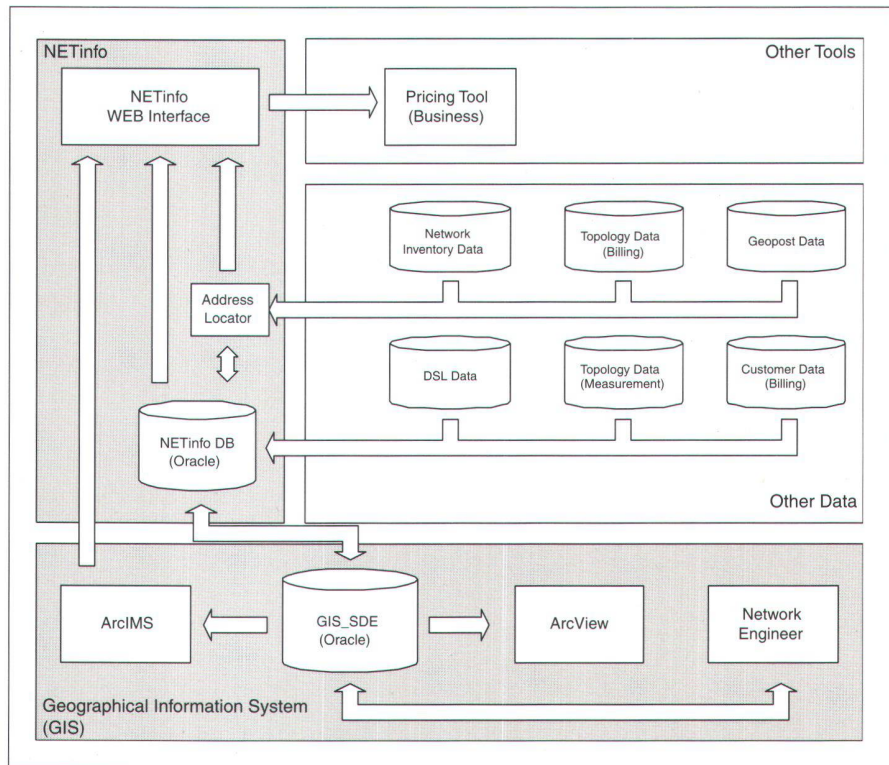 NETinfo
Other Tools
NETinfo
WEB Interface
Pricing Tool
(Business)
Network
Inventory Data
Topology Data
(Billing)
Geopost Data
Address
Locator
DSL Data
Topology Data
(Measurement)
Customer Data
(Billing)
NETinfo DB
(Oracle)
Other Data
ArcIMS
GIS_SDE
(Oracle)
ArcView
Network
Engineer
Geographical Information System
(GIS)